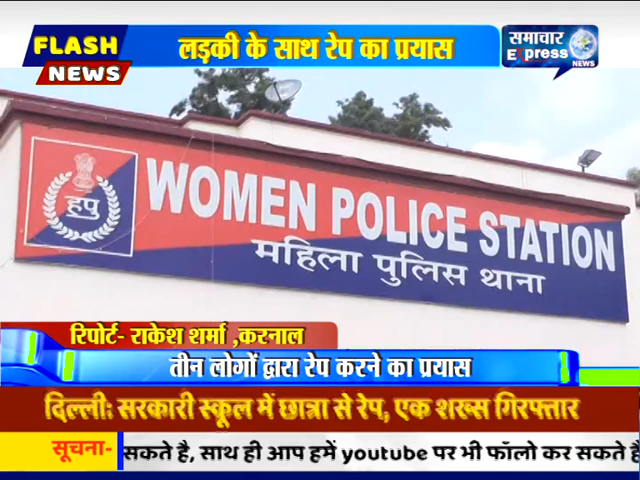 FLASH
NEWS
लड़की के साथ रेप का प्रयास
समाचार
Express
NEWS
हपु
WOMEN POLICE STATION
महिला पुलिस थाना
रिपोर्ट- राकेश शर्मा ,करनाल
तीन लोगों द्वारा रेप करने का प्रयास
दिल्ली: सरकारी स्कूल में छात्रा से रेप, एक शख्स गिरफ्तार
सूचना- सकते है, साथ ही आप हमें youtube पर भी फॉलो कर सकते है